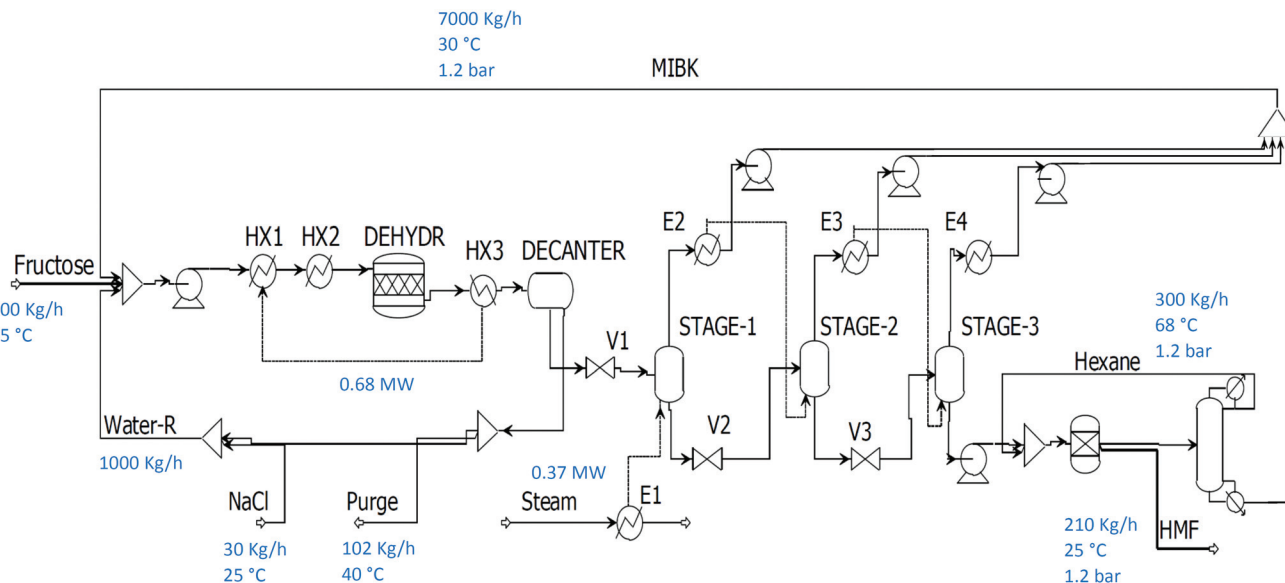 7000 Kg/h
30 °C
1.2 bar
MIBK
E2
E3
E4
HX1
HX2
DEHYDR
HX3
DECANTER
Fructose
00 Kg/h
5 °C
STAGE-1
STAGE-2
STAGE-3
300 Kg/h
68 °C
1.2 bar
Hexane
V1
0.68 MW
Water-R
V2
V3
1000 Kg/h
0.37 MW
NaCl
Purge
Steam
E1
30 Kg/h
25 °C
102 Kg/h
40 °C
210 Kg/h
25 °C
1.2 bar
HMF